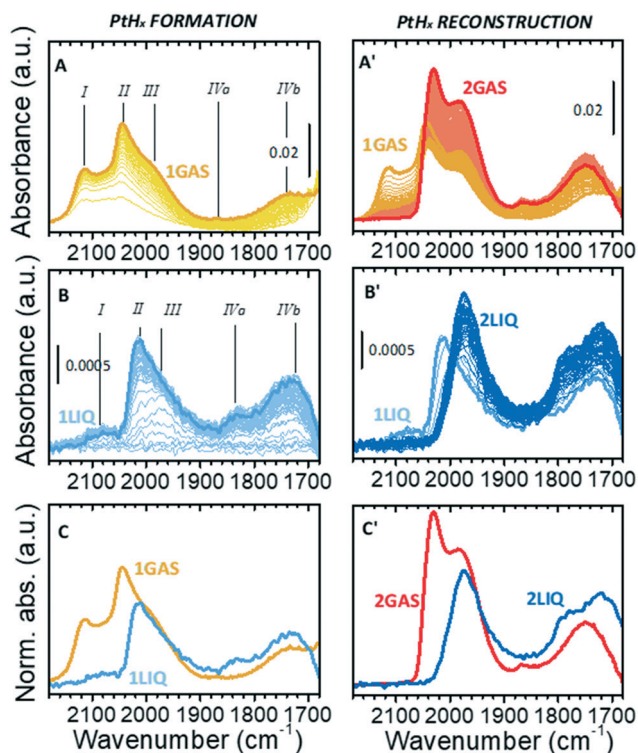 PtHₓ FORMATION
PtHₓ RECONSTRUCTION
A
I
II
III
IVa
IVb
0.02
1GAS
Absorbance (a.u.)
2100 2000 1900 1800 1700
A'
2GAS
1GAS
0.02
2100 2000 1900 1800 1700
B
I
II
III
IVa
IVb
0.0005
1LIQ
Absorbance (a.u.)
2100 2000 1900 1800 1700
B'
2LIQ
0.0005
1LIQ
2100 2000 1900 1800 1700
C
1GAS
1LIQ
Norm. abs. (a.u.)
2100 2000 1900 1800 1700
Wavenumber (cm⁻¹)
C'
2GAS
2LIQ
2100 2000 1900 1800 1700
Wavenumber (cm⁻¹)